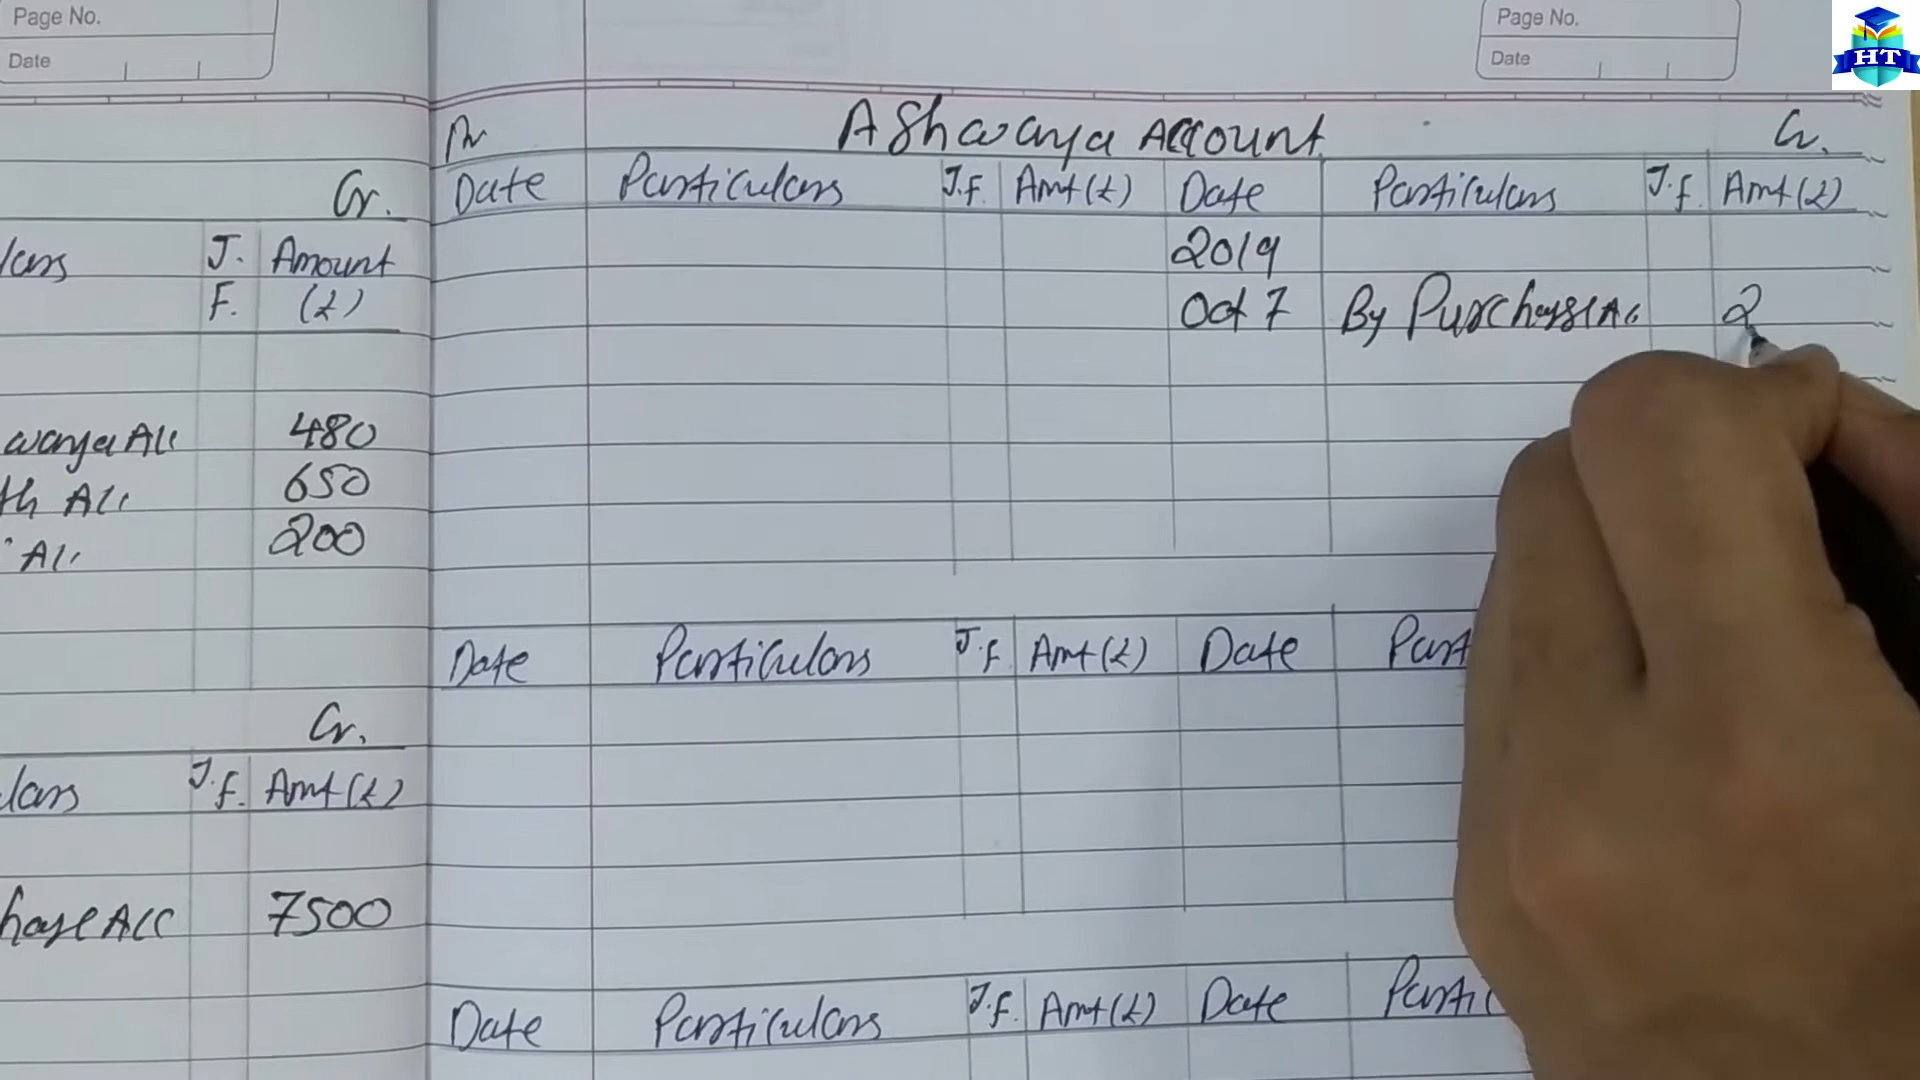 Page No.
Date
Page No.
Date
HT
Cr.
J. Amount
F. (₹)
480
650
200
Cr.
J.f. Amt(₹)
7500
Dr Ashwarya Account Cr.
Date Particulars J.f. Amt(₹) Date Particulars J.f. Amt(₹)
2019
Oct 7 By Purchase A/c 2
Date Particulars J.f. Amt(₹) Date Part
Date Particulars J.f. Amt(₹) Date Partic